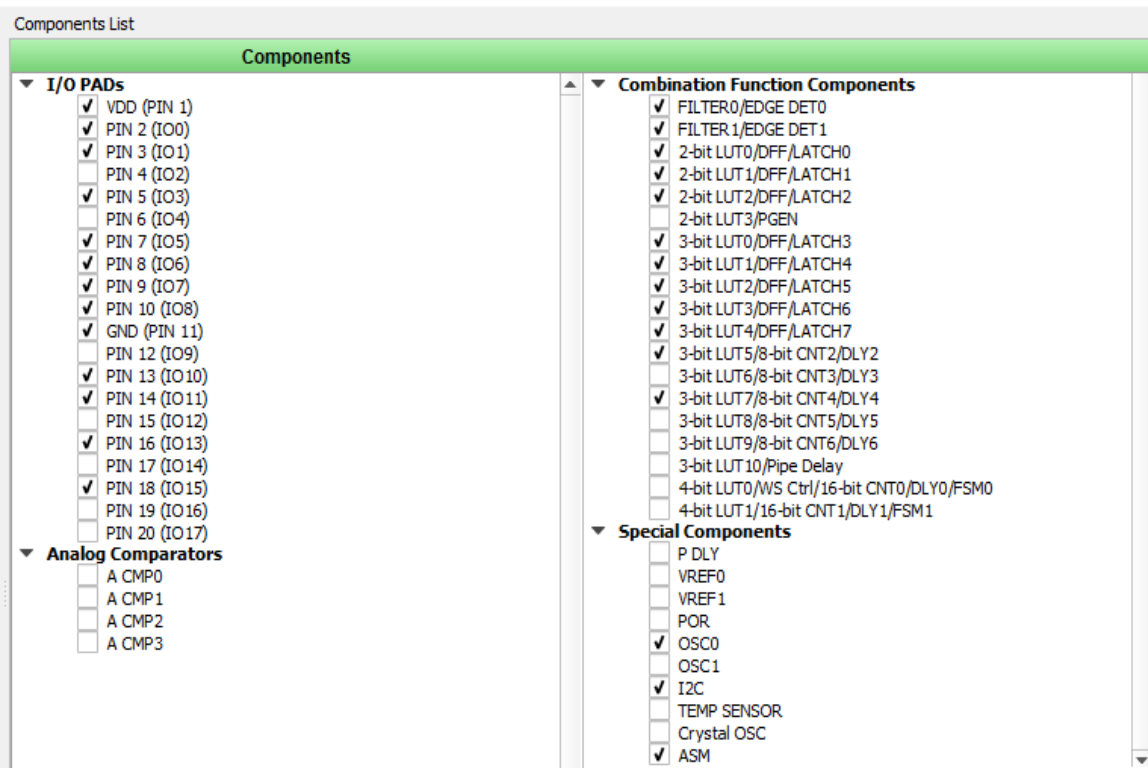 Components List
Components
I/O PADs
VDD (PIN 1)
PIN 2 (IO0)
PIN 3 (IO1)
PIN 4 (IO2)
PIN 5 (IO3)
PIN 6 (IO4)
PIN 7 (IO5)
PIN 8 (IO6)
PIN 9 (IO7)
PIN 10 (IO8)
GND (PIN 11)
PIN 12 (IO9)
PIN 13 (IO10)
PIN 14 (IO11)
PIN 15 (IO12)
PIN 16 (IO13)
PIN 17 (IO14)
PIN 18 (IO15)
PIN 19 (IO16)
PIN 20 (IO17)
Analog Comparators
A CMP0
A CMP1
A CMP2
A CMP3
Combination Function Components
FILTER0/EDGE DET0
FILTER1/EDGE DET1
2-bit LUT0/DFF/LATCH0
2-bit LUT1/DFF/LATCH1
2-bit LUT2/DFF/LATCH2
2-bit LUT3/PGEN
3-bit LUT0/DFF/LATCH3
3-bit LUT1/DFF/LATCH4
3-bit LUT2/DFF/LATCH5
3-bit LUT3/DFF/LATCH6
3-bit LUT4/DFF/LATCH7
3-bit LUT5/8-bit CNT2/DLY2
3-bit LUT6/8-bit CNT3/DLY3
3-bit LUT7/8-bit CNT4/DLY4
3-bit LUT8/8-bit CNT5/DLY5
3-bit LUT9/8-bit CNT6/DLY6
3-bit LUT10/Pipe Delay
4-bit LUT0/WS Ctrl/16-bit CNT0/DLY0/FSM0
4-bit LUT1/16-bit CNT1/DLY1/FSM1
Special Components
P DLY
VREF0
VREF1
POR
OSC0
OSC1
I2C
TEMP SENSOR
Crystal OSC
ASM